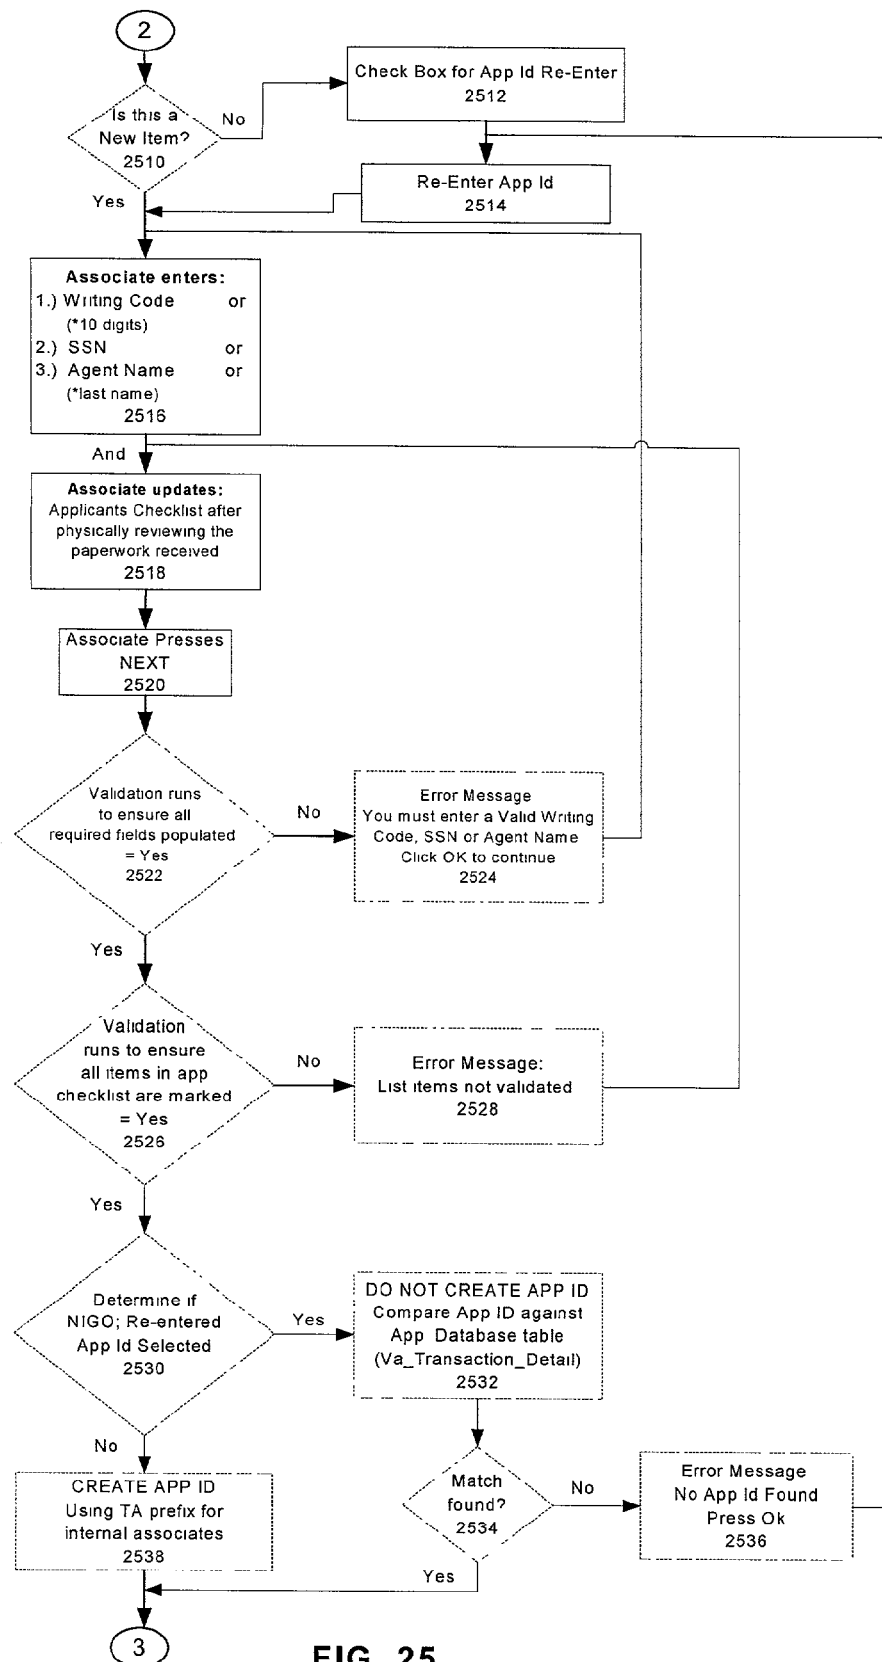 2
Check Box for App Id Re-Enter
2512
Is this a
New Item?
2510
No
Re-Enter App Id
2514
Yes
Associate enters:
1.) Writing Code or
(*10 digits)
2.) SSN or
3.) Agent Name or
(*last name)
2516
And
Associate updates:
Applicants Checklist after
physically reviewing the
paperwork received
2518
Associate Presses
NEXT
2520
Validation runs
to ensure all
required fields populated
= Yes
2522
No
Error Message
You must enter a Valid Writing
Code, SSN or Agent Name
Click OK to continue
2524
Yes
Validation
runs to ensure
all items in app
checklist are marked
= Yes
2526
No
Error Message:
List items not validated
2528
Yes
Determine if
NIGO; Re-entered
App Id Selected
2530
Yes
DO NOT CREATE APP ID
Compare App ID against
App Database table
(Va_Transaction_Detail)
2532
No
CREATE APP ID
Using TA prefix for
internal associates
2538
Match
found?
2534
No
Error Message
No App Id Found
Press Ok
2536
Yes
3
FIG. 25